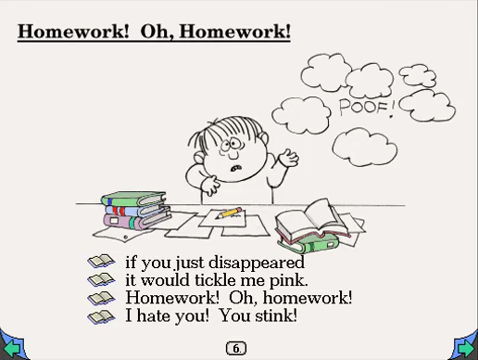 Homework!  Oh, Homework!
POOF!
if you just disappeared
it would tickle me pink.
Homework!  Oh, homework!
I hate you!  You stink!
6